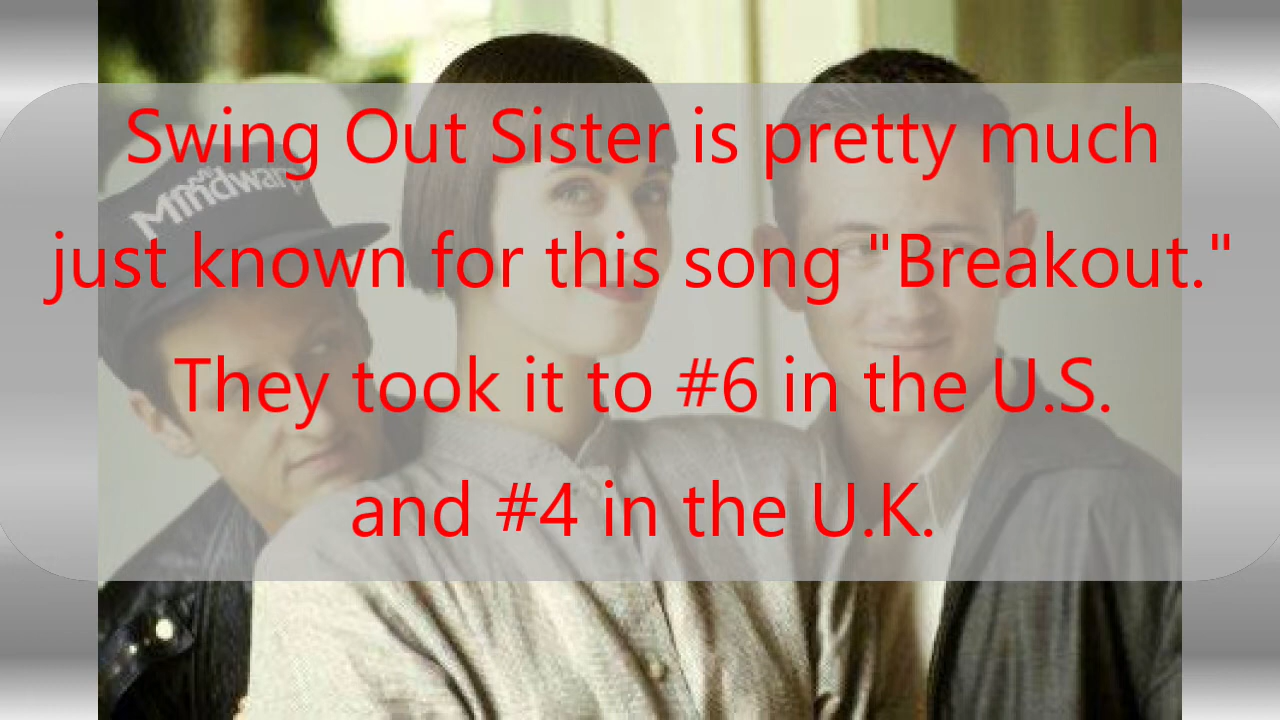 Swing Out Sister is pretty much
just known for this song "Breakout."
They took it to #6 in the U.S.
and #4 in the U.K.
Mindwarp